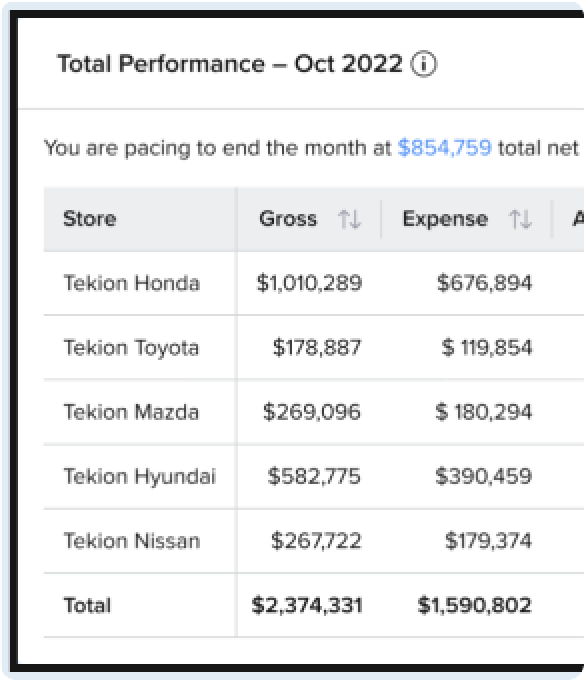 Total Performance – Oct 2022
You are pacing to end the month at $854,759 total net
Store Gross Expense A
Tekion Honda $1,010,289 $676,894
Tekion Toyota $178,887 $ 119,854
Tekion Mazda $269,096 $ 180,294
Tekion Hyundai $582,775 $390,459
Tekion Nissan $267,722 $179,374
Total $2,374,331 $1,590,802